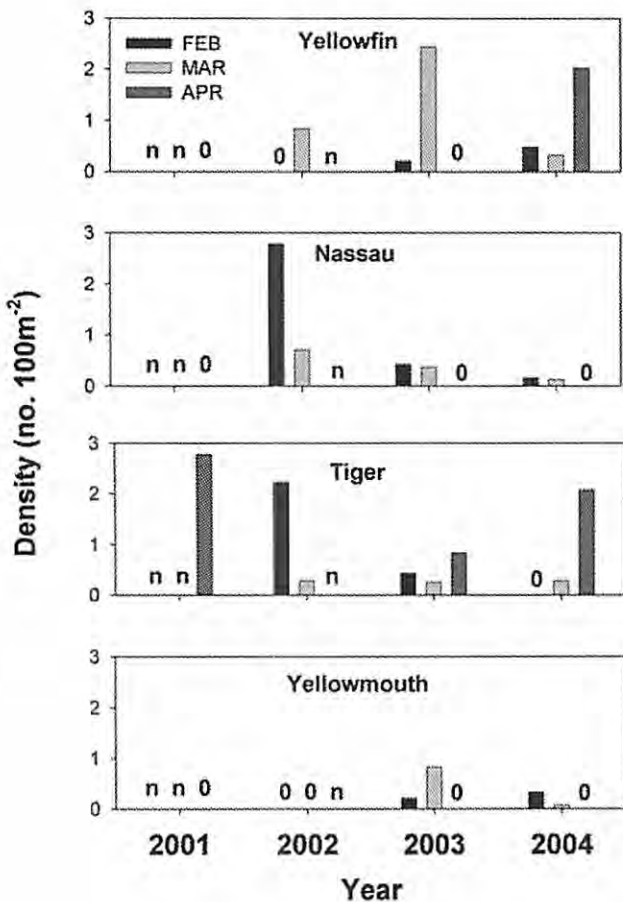 3
2
1
0
FEB
MAR
APR
Yellowfin
n n 0
0 n
0
3
2
1
0
Nassau
n n 0
n
0
0
3
2
1
0
Tiger
n n
n
0
3
2
1
0
Yellowmouth
n n 0
0 0 n
0
0
Density (no. 100m-2)
2001 2002 2003 2004
Year